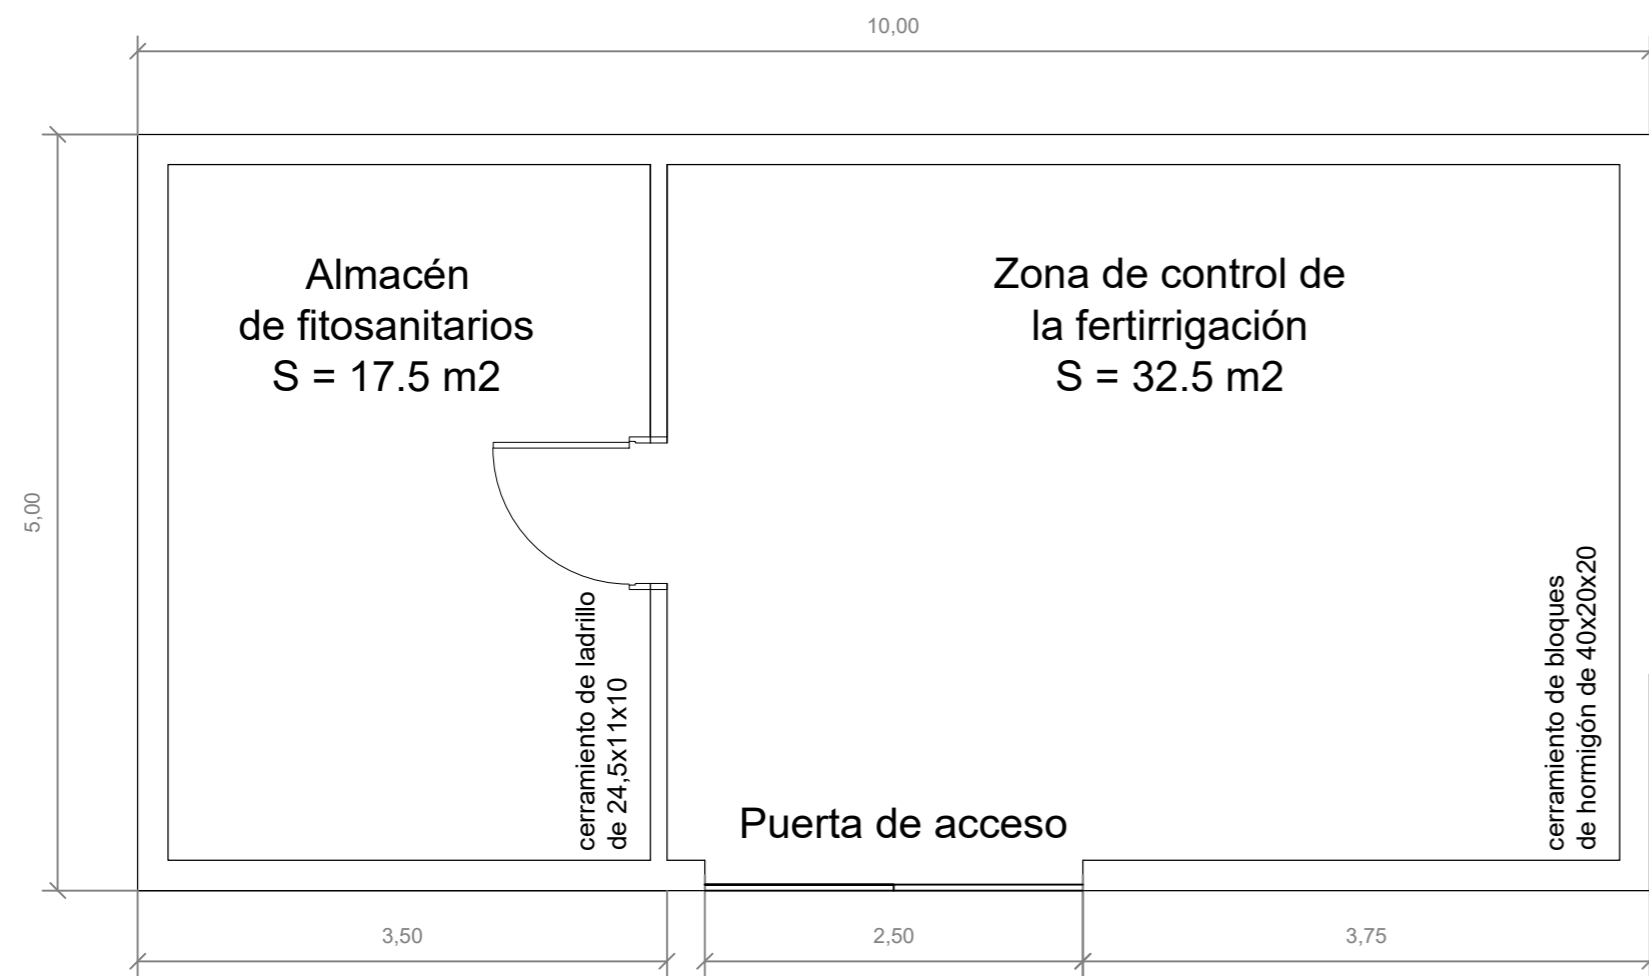 10,00
Almacén
de fitosanitarios
S = 17.5 m2
Zona de control de
la fertirrigación
S = 32.5 m2
5,00
cerramiento de ladrillo
de 24,5x11x10
cerramiento de bloques
de hormigón de 40x20x20
Puerta de acceso
3,50
2,50
3,75